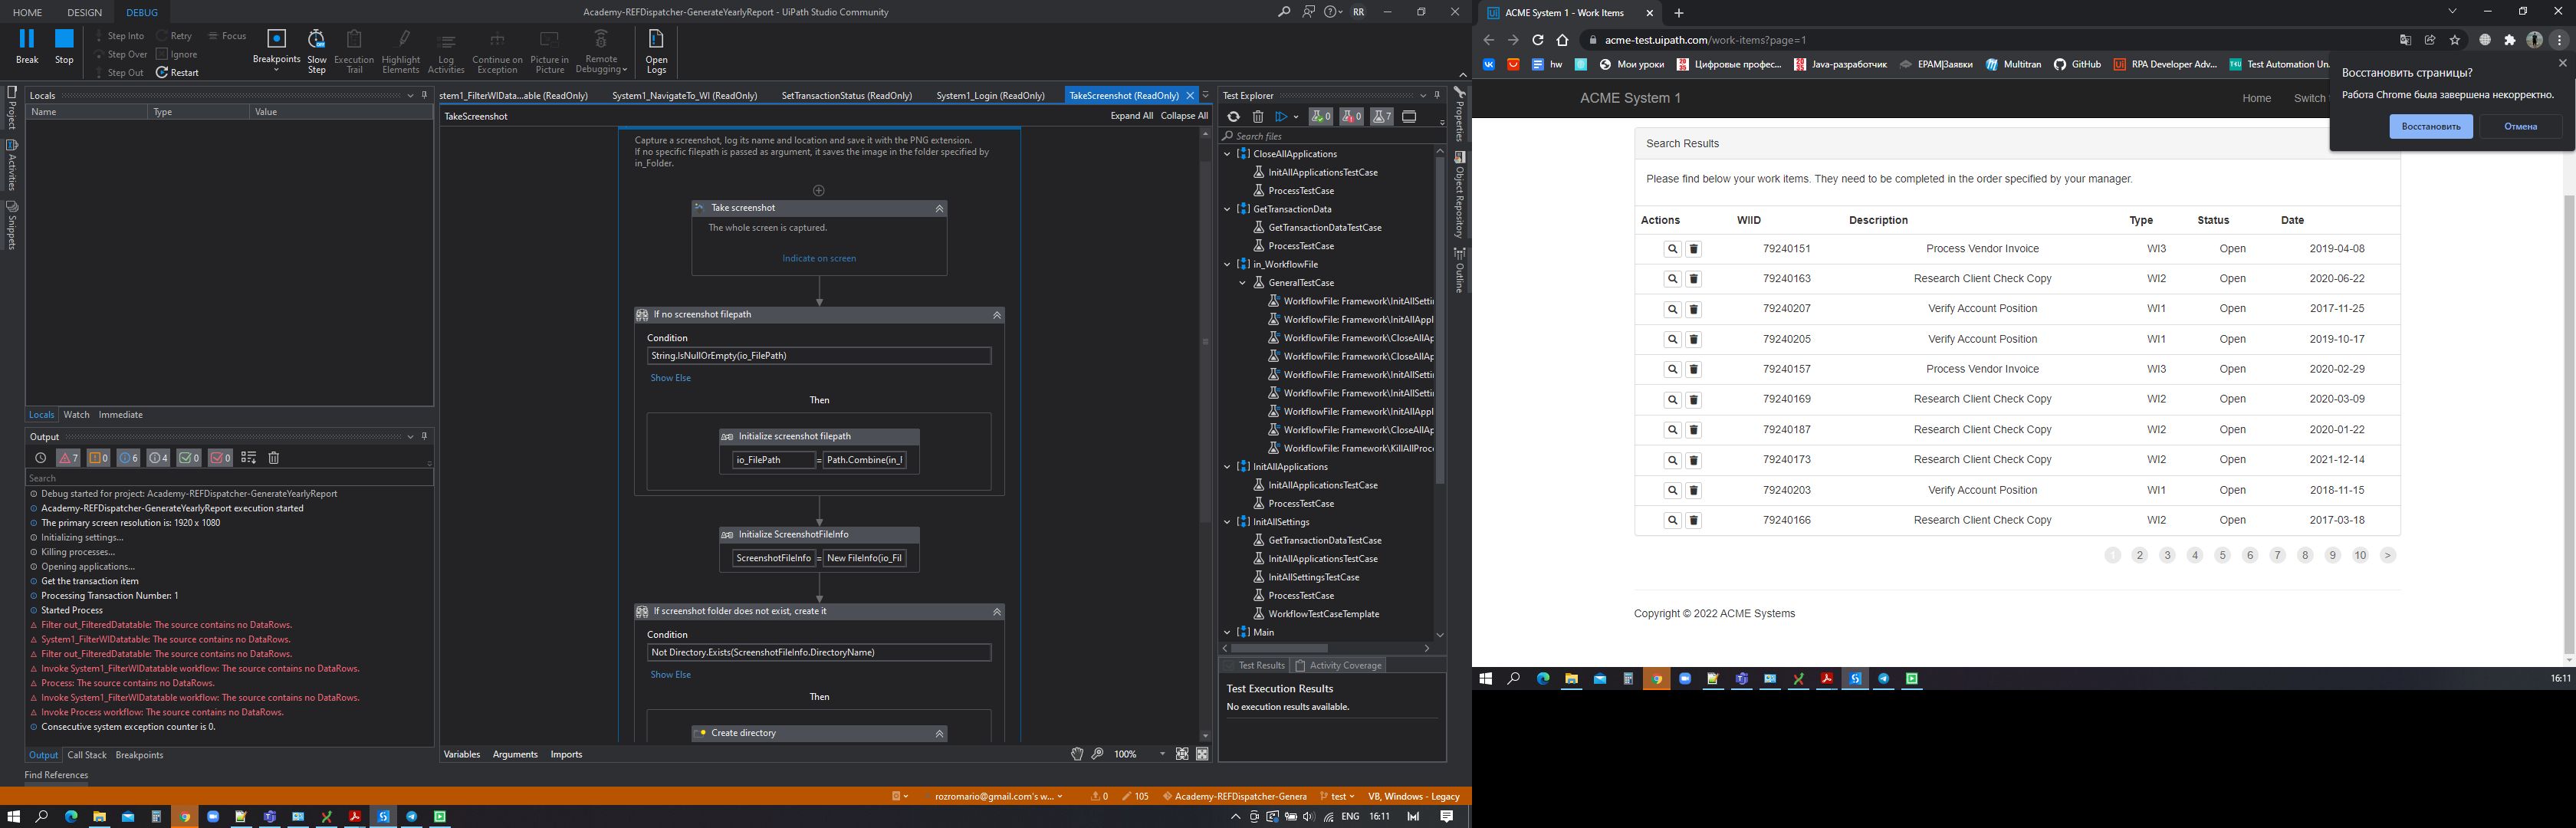 HOME DESIGN DEBUG
Academy-REFDispatcher-GenerateYearlyReport - UiPath Studio Community
RR
Break
Stop
Step Into
Step Over
Step Out
Retry
Ignore
Restart
Focus
Breakpoints
Slow Step
Execution Trail
Highlight Elements
Log Activities
Continue on Exception
Picture in Picture
Remote Debugging
Open Logs
Project
Activities
Snippets
Locals
Name Type Value
Locals Watch Immediate
Output
7 0 6 4 0 0
Search
Debug started for project: Academy-REFDispatcher-GenerateYearlyReport
Academy-REFDispatcher-GenerateYearlyReport execution started
The primary screen resolution is: 1920 x 1080
Initializing settings...
Killing processes...
Opening applications...
Get the transaction item
Processing Transaction Number: 1
Started Process
Filter out_FilteredDatatable: The source contains no DataRows.
System1_FilterWIDatatable: The source contains no DataRows.
Filter out_FilteredDatatable: The source contains no DataRows.
Invoke System1_FilterWIDatatable workflow: The source contains no DataRows.
Process: The source contains no DataRows.
Invoke System1_FilterWIDatatable workflow: The source contains no DataRows.
Invoke Process workflow: The source contains no DataRows.
Consecutive system exception counter is 0.
Output Call Stack Breakpoints
Find References
stem1_FilterWIData...able (ReadOnly) System1_NavigateTo_WI (ReadOnly) SetTransactionStatus (ReadOnly) System1_Login (ReadOnly) TakeScreenshot (ReadOnly)
TakeScreenshot
Expand All Collapse All
Capture a screenshot, log its name and location and save it with the PNG extension.
If no specific filepath is passed as argument, it saves the image in the folder specified by
in_Folder.
Take screenshot
The whole screen is captured.
Indicate on screen
If no screenshot filepath
Condition
String.IsNullOrEmpty(io_FilePath)
Show Else
Then
Initialize screenshot filepath
io_FilePath = Path.Combine(in_
Initialize ScreenshotFileInfo
ScreenshotFileInfo = New FileInfo(io_Fil
If screenshot folder does not exist, create it
Condition
Not Directory.Exists(ScreenshotFileInfo.DirectoryName)
Show Else
Then
Create directory
Variables Arguments Imports
100%
Test Explorer
0 0 7
Search files
CloseAllApplications
InitAllApplicationsTestCase
ProcessTestCase
GetTransactionData
GetTransactionDataTestCase
ProcessTestCase
in_WorkflowFile
GeneralTestCase
WorkflowFile: Framework\InitAllSetti
WorkflowFile: Framework\InitAllAppl
WorkflowFile: Framework\CloseAllAp
WorkflowFile: Framework\CloseAllAp
WorkflowFile: Framework\InitAllSetti
WorkflowFile: Framework\InitAllSetti
WorkflowFile: Framework\InitAllAppl
WorkflowFile: Framework\CloseAllAp
WorkflowFile: Framework\KillAllProce
InitAllApplications
InitAllApplicationsTestCase
ProcessTestCase
InitAllSettings
GetTransactionDataTestCase
InitAllApplicationsTestCase
InitAllSettingsTestCase
ProcessTestCase
WorkflowTestCaseTemplate
Main
Test Results Activity Coverage
Test Execution Results
No execution results available.
Properties
Object Repository
Outline
rozromario@gmail.com's w... 0 105 Academy-REFDispatcher-Genera test VB, Windows - Legacy
ENG 16:11
ACME System 1 - Work Items
acme-test.uipath.com/work-items?page=1
hw Мои уроки Цифровые профес... Java-разработчик EPAM|Заявки Multitran GitHub RPA Developer Adv... Test Automation Un.
Восстановить страницы?
Работа Chrome была завершена некорректно.
Восстановить Отмена
ACME System 1
Home Switch
Search Results
Please find below your work items. They need to be completed in the order specified by your manager.
Actions WIID Description Type Status Date
79240151 Process Vendor Invoice WI3 Open 2019-04-08
79240163 Research Client Check Copy WI2 Open 2020-06-22
79240207 Verify Account Position WI1 Open 2017-11-25
79240205 Verify Account Position WI1 Open 2019-10-17
79240157 Process Vendor Invoice WI3 Open 2020-02-29
79240169 Research Client Check Copy WI2 Open 2020-03-09
79240187 Research Client Check Copy WI2 Open 2020-01-22
79240173 Research Client Check Copy WI2 Open 2021-12-14
79240203 Verify Account Position WI1 Open 2018-11-15
79240166 Research Client Check Copy WI2 Open 2017-03-18
1 2 3 4 5 6 7 8 9 10 >
Copyright © 2022 ACME Systems
16:11